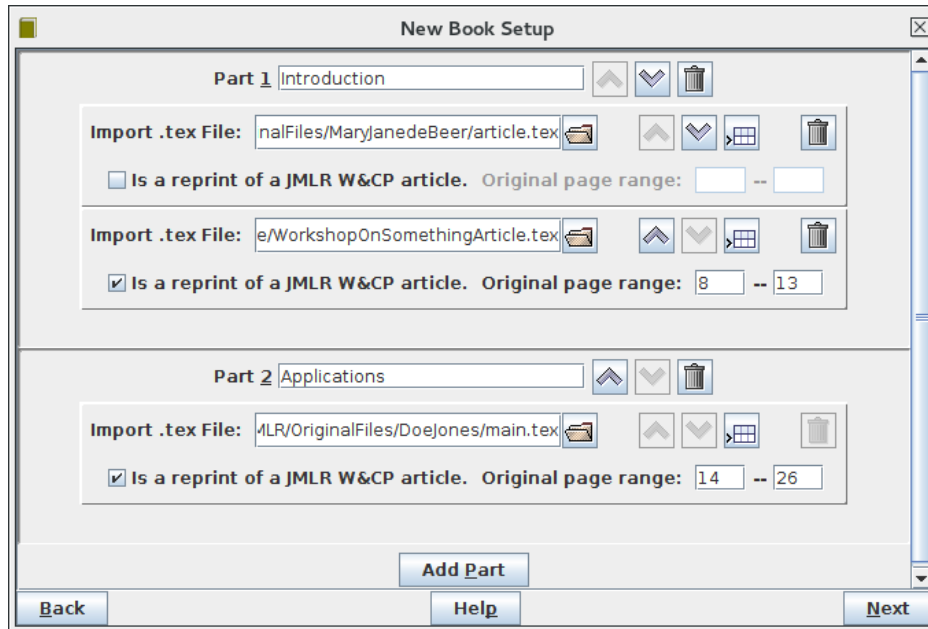 New Book Setup
Part 1 Introduction
Import .tex File: nalFiles/MaryJanedeBeer/article.tex
Is a reprint of a JMLR W&CP article. Original page range: --
Import .tex File: e/WorkshopOnSomethingArticle.tex
Is a reprint of a JMLR W&CP article. Original page range: 8 -- 13
Part 2 Applications
Import .tex File: MLR/OriginalFiles/DoeJones/main.tex
Is a reprint of a JMLR W&CP article. Original page range: 14 -- 26
Add Part
Back Help Next